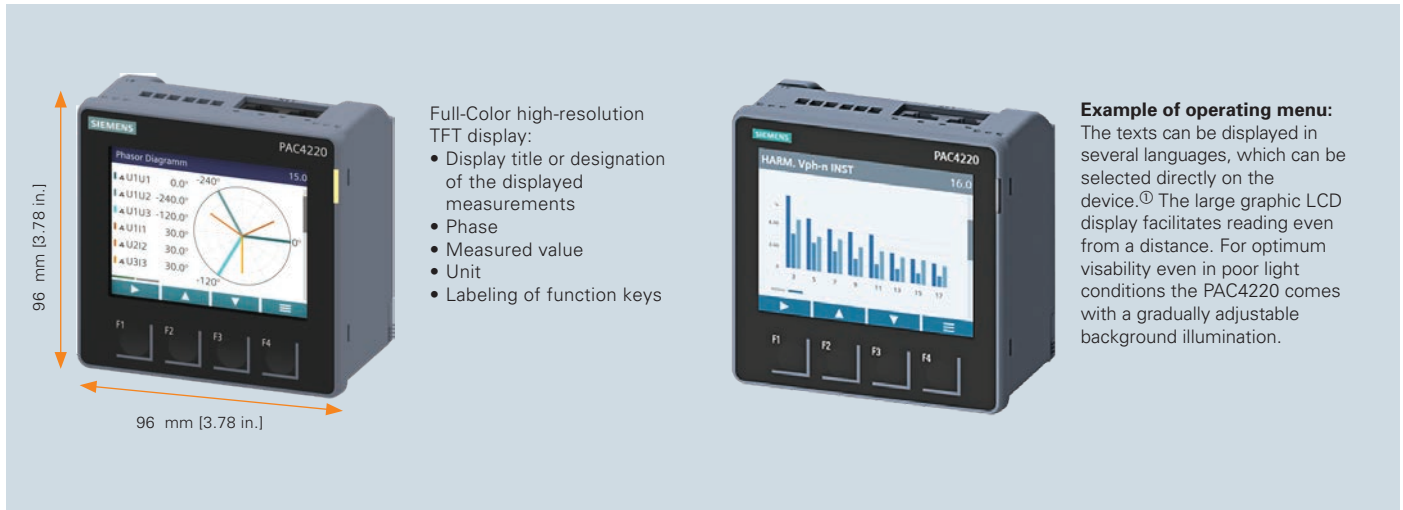 96 mm [3.78 in.]
96 mm [3.78 in.]
SIEMENS
PAC4220
Phasor Diagramm
15.0
∠U1U1 0.0°
∠U1U2 -240.0°
∠U1U3 -120.0°
∠U1I1 30.0°
∠U2I2 30.0°
∠U3I3 30.0°
-240°
0°
-120°
F1
F2
F3
F4
Full-Color high-resolution
TFT display:
• Display title or designation
of the displayed
measurements
• Phase
• Measured value
• Unit
• Labeling of function keys
SIEMENS
PAC4220
HARM. Vph-n INST
16.0
%
0
3 5 7 9 11 13 15 17
F1
F2
F3
F4
Example of operating menu:
The texts can be displayed in
several languages, which can be
selected directly on the
device.① The large graphic LCD
display facilitates reading even
from a distance. For optimum
visability even in poor light
conditions the PAC4220 comes
with a gradually adjustable
background illumination.